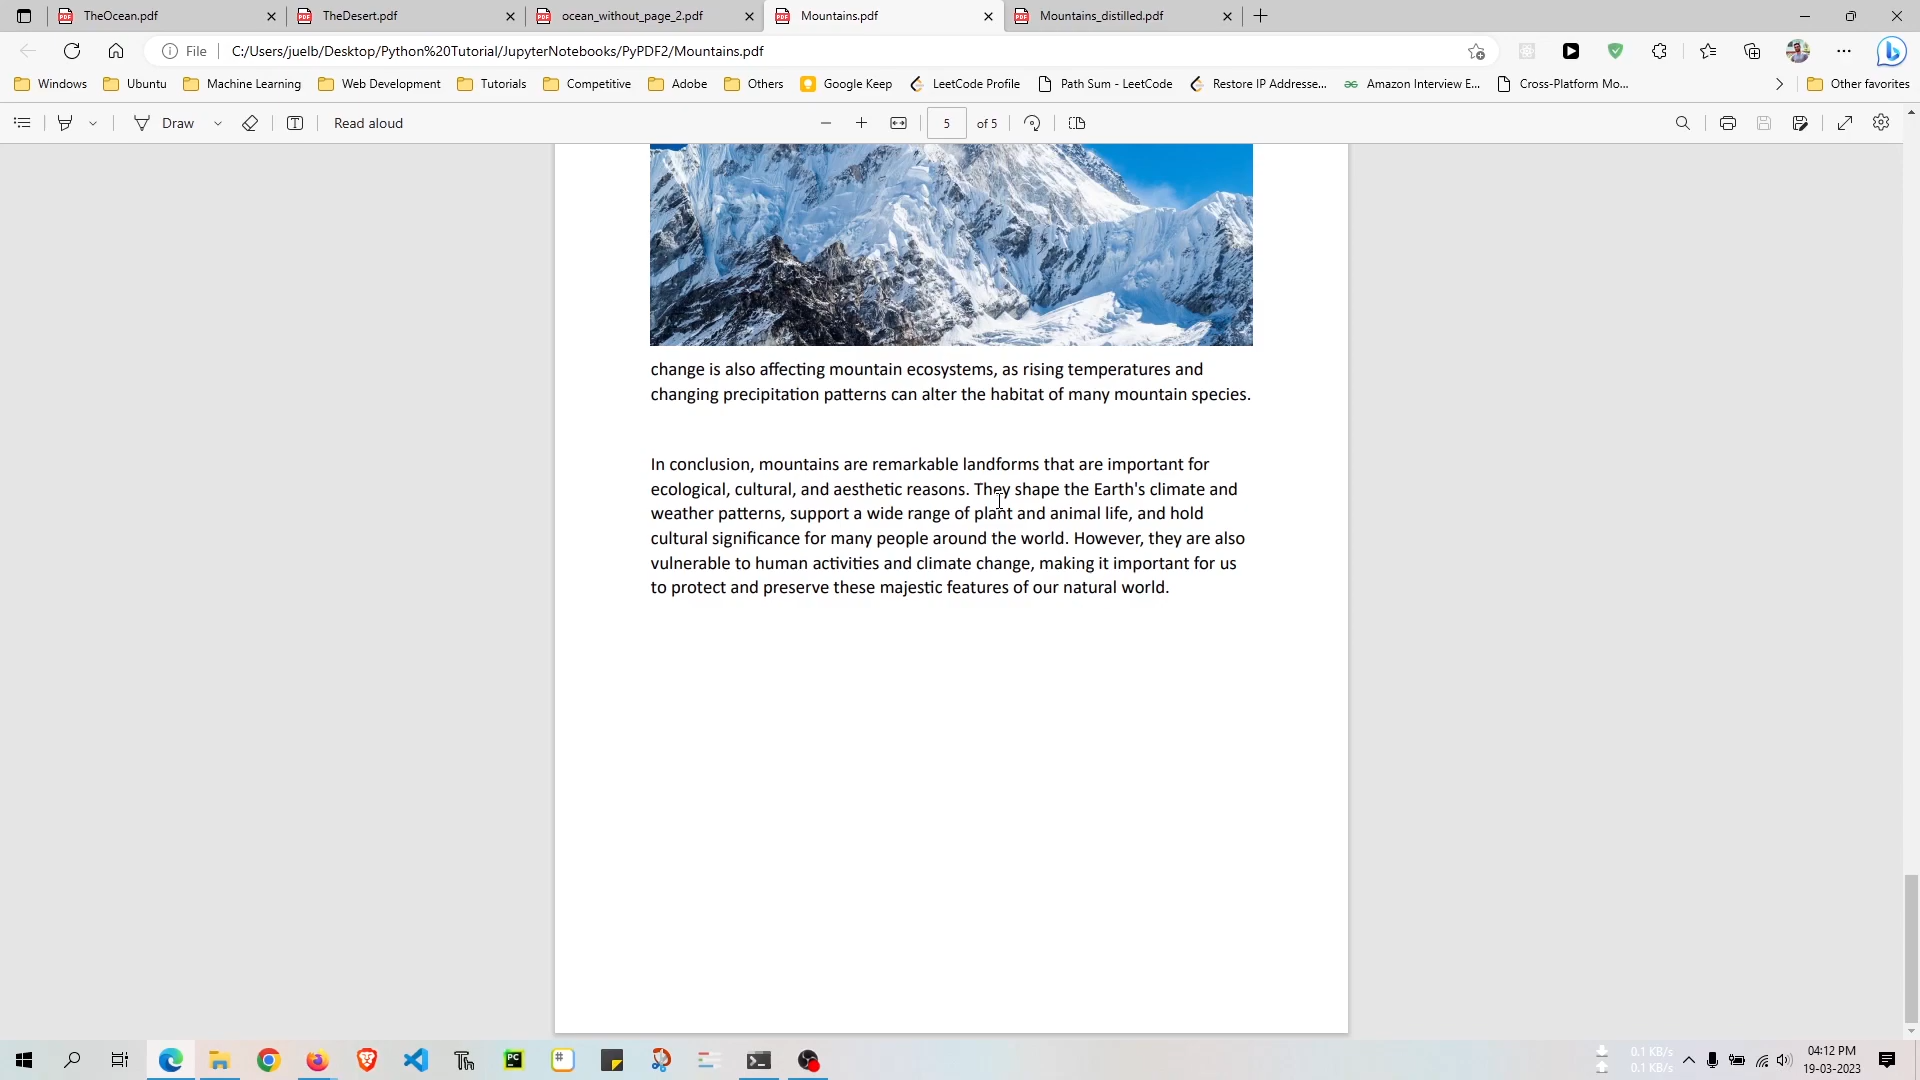 TheOcean.pdf
TheDesert.pdf
ocean_without_page_2.pdf
Mountains.pdf
Mountains_distilled.pdf
File
C:/Users/juelb/Desktop/Python%20Tutorial/JupyterNotebooks/PyPDF2/Mountains.pdf
Windows
Ubuntu
Machine Learning
Web Development
Tutorials
Competitive
Adobe
Others
Google Keep
LeetCode Profile
Path Sum - LeetCode
Restore IP Addresse...
Amazon Interview E...
Cross-Platform Mo...
Other favorites
Draw
Read aloud
5 of 5
change is also affecting mountain ecosystems, as rising temperatures and
changing precipitation patterns can alter the habitat of many mountain species.
In conclusion, mountains are remarkable landforms that are important for
ecological, cultural, and aesthetic reasons. They shape the Earth's climate and
weather patterns, support a wide range of plant and animal life, and hold
cultural significance for many people around the world. However, they are also
vulnerable to human activities and climate change, making it important for us
to protect and preserve these majestic features of our natural world.
0.1 KB/s
0.1 KB/s
04:12 PM
19-03-2023